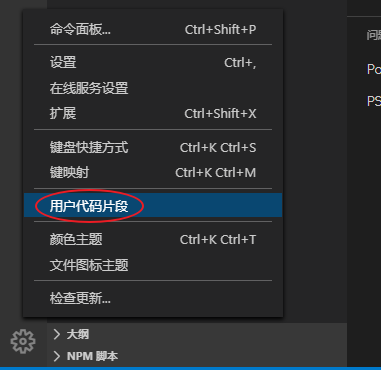 命令面板... Ctrl+Shift+P
设置 Ctrl+,
在线服务设置
扩展 Ctrl+Shift+X
键盘快捷方式 Ctrl+K Ctrl+S
键映射 Ctrl+K Ctrl+M
用户代码片段
颜色主题 Ctrl+K Ctrl+T
文件图标主题
检查更新...
大纲
NPM 脚本
PS